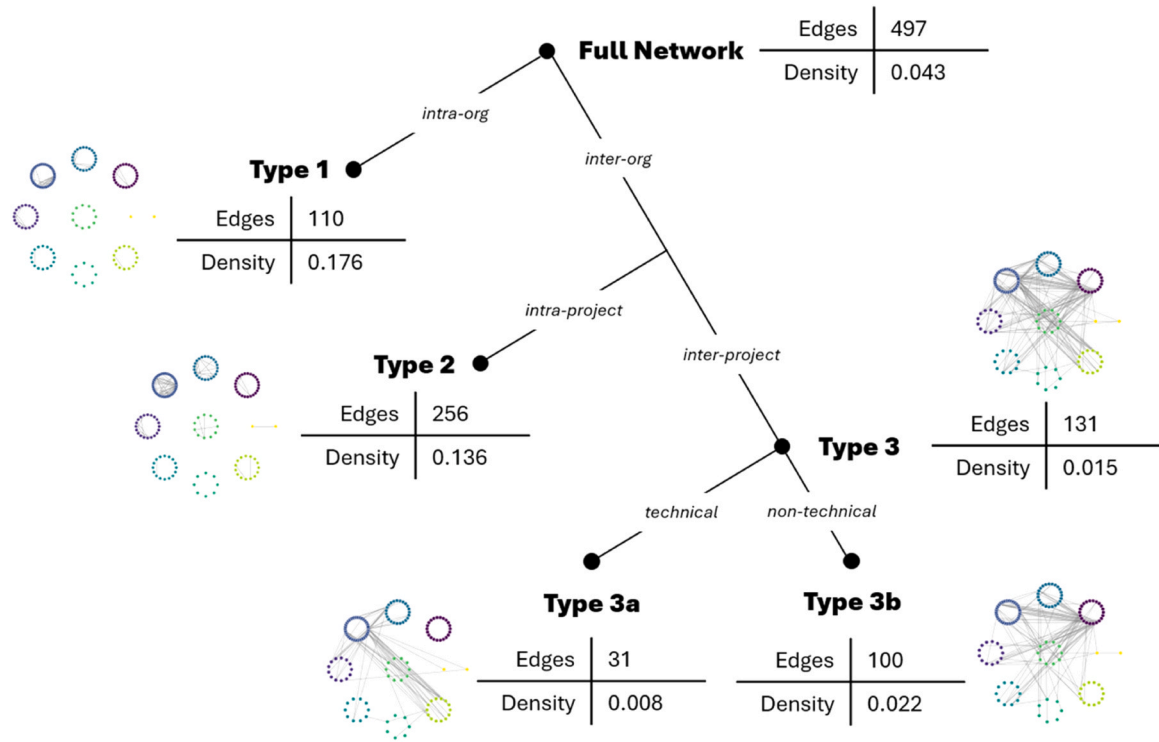 Full Network
Edges 497
Density 0.043
intra-org
inter-org
Type 1
Edges 110
Density 0.176
intra-project
inter-project
Type 2
Edges 256
Density 0.136
Type 3
Edges 131
Density 0.015
technical
non-technical
Type 3a
Edges 31
Density 0.008
Type 3b
Edges 100
Density 0.022